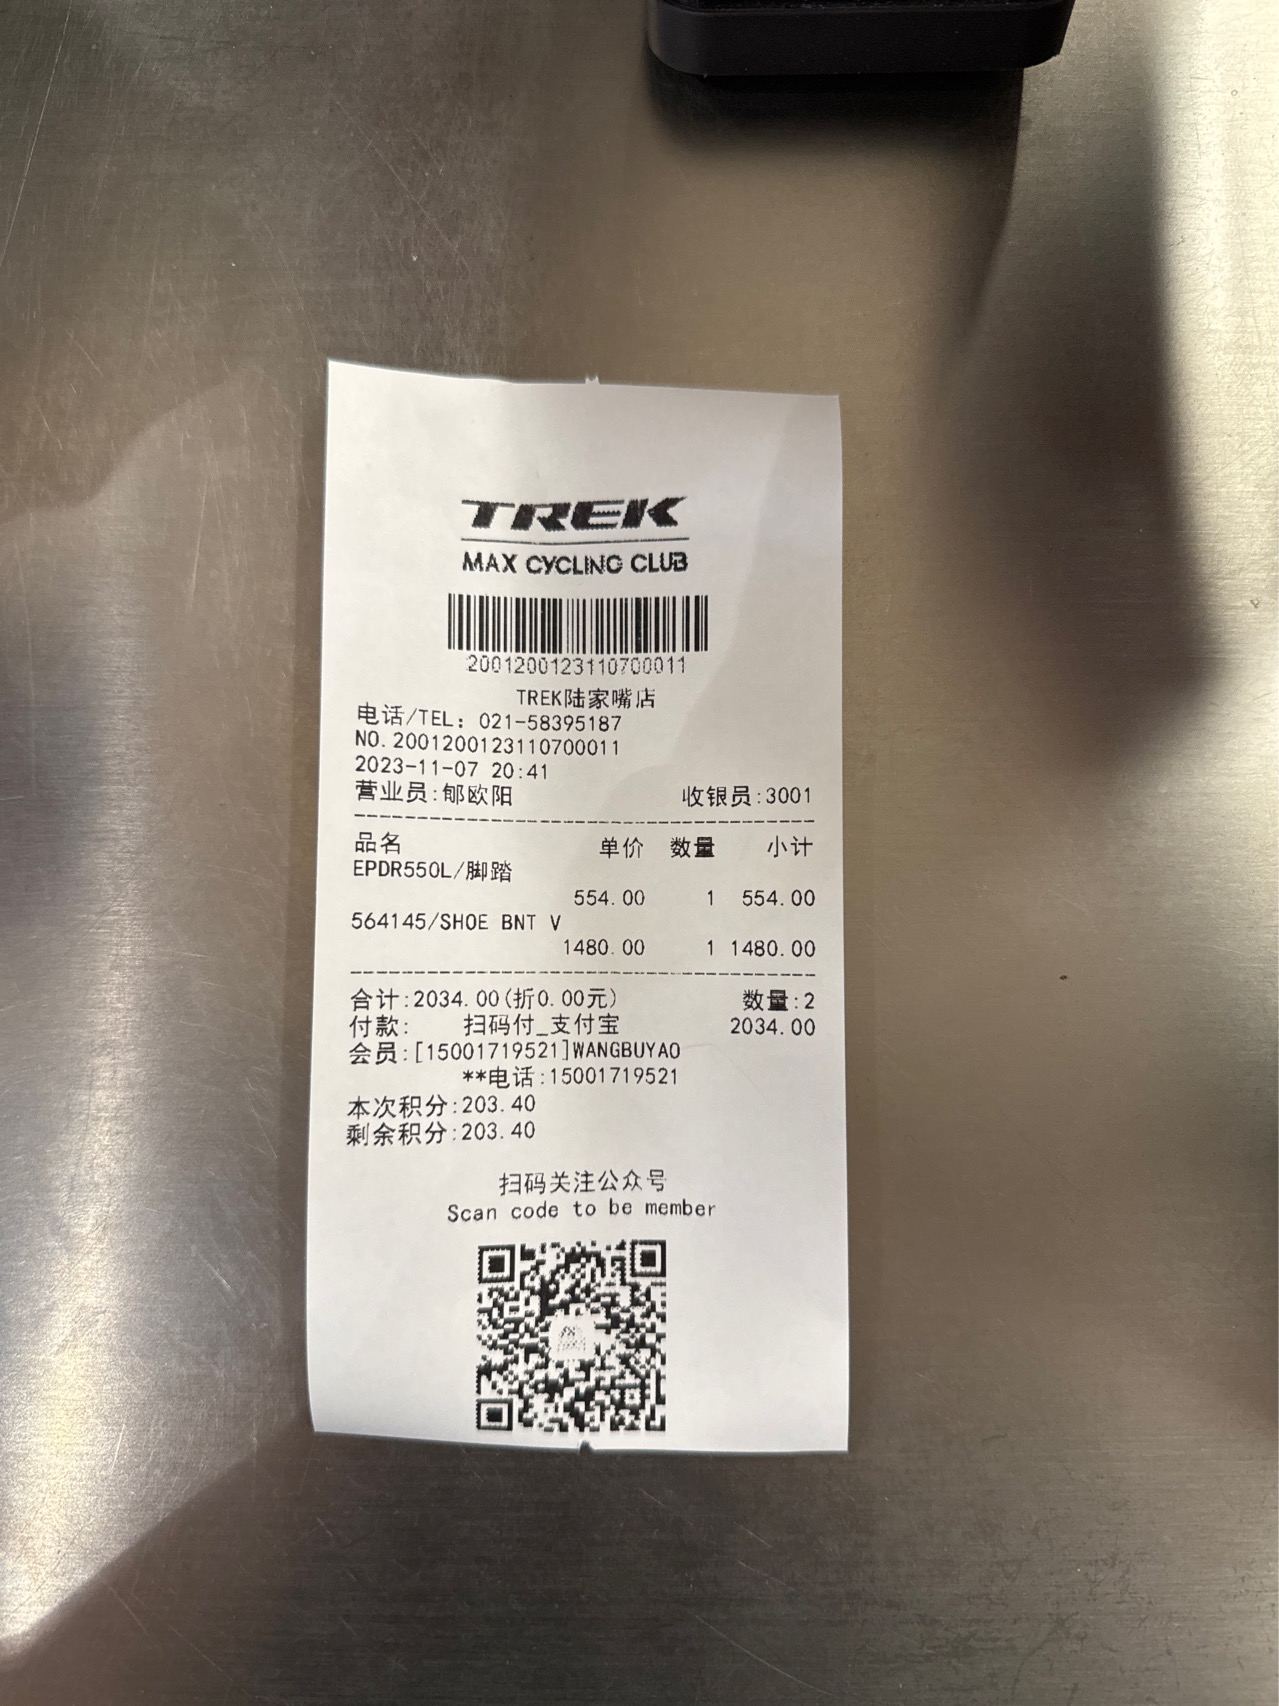 TREK
MAX CYCLING CLUB
2001200123110700011
TREK陆家嘴店
电话/TEL: 021-58395187
NO.2001200123110700011
2023-11-07 20:41
营业员:郇欧阳 收银员:3001
品名 单价 数量 小计
EPDR550L/脚踏
554.00 1 554.00
564145/SHOE BNT V
1480.00 1 1480.00
合计:2034.00(折0.00元) 数量:2
付款: 扫码付_支付宝 2034.00
会员:[15001719521]WANGBUYAO
**电话:15001719521
本次积分:203.40
剩余积分:203.40
扫码关注公众号
Scan code to be member